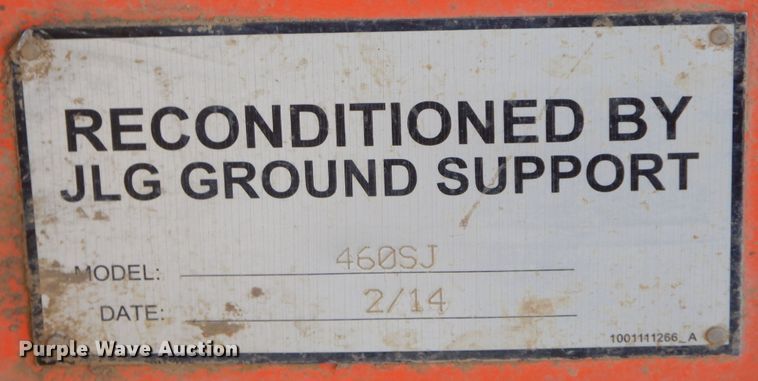 RECONDITIONED BY
JLG GROUND SUPPORT
MODEL: 460SJ
DATE: 2/14
1001111266_A
Purple Wave Auction